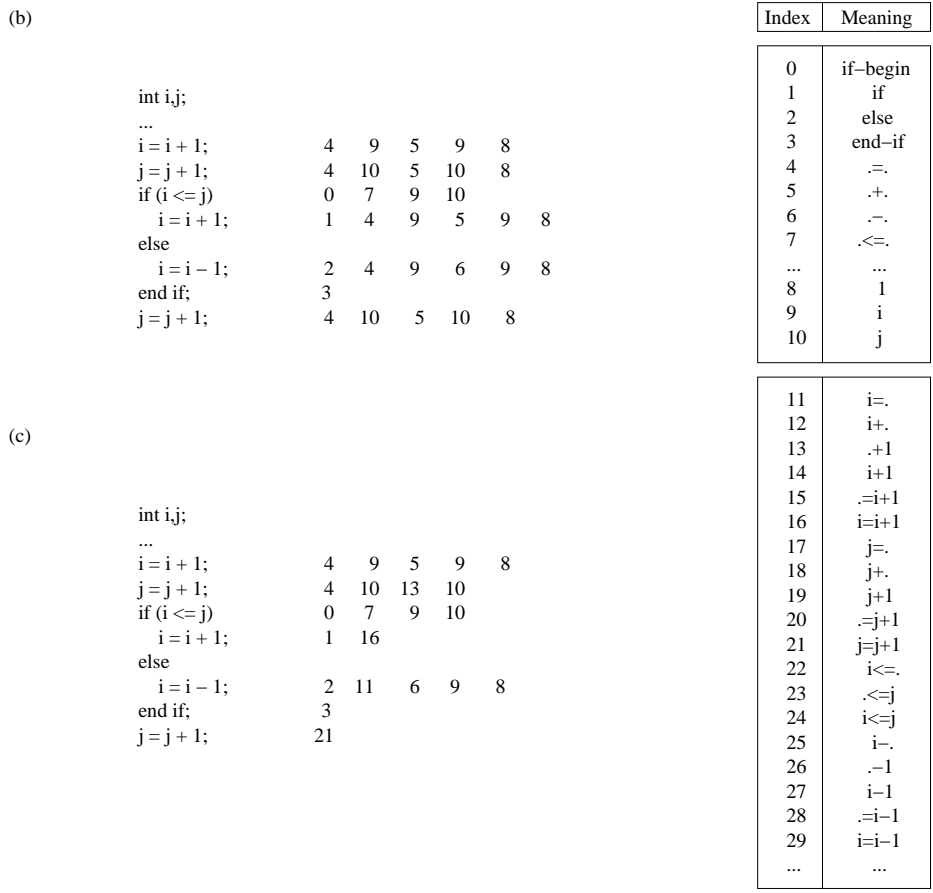 (b)
int i,j;
...
i = i + 1; 4 9 5 9 8
j = j + 1; 4 10 5 10 8
if (i <= j) 0 7 9 10
i = i + 1; 1 4 9 5 9 8
else
i = i − 1; 2 4 9 6 9 8
end if; 3
j = j + 1; 4 10 5 10 8
(c)
int i,j;
...
i = i + 1; 4 9 5 9 8
j = j + 1; 4 10 13 10
if (i <= j) 0 7 9 10
i = i + 1; 1 16
else
i = i − 1; 2 11 6 9 8
end if; 3
j = j + 1; 21
Index Meaning
0 if−begin
1 if
2 else
3 end−if
4 .=.
5 .+.
6 .−.
7 .<=.
... ...
8 1
9 i
10 j
11 i=.
12 i+.
13 .+1
14 i+1
15 .=i+1
16 i=i+1
17 j=.
18 j+.
19 j+1
20 .=j+1
21 j=j+1
22 i<=.
23 .<=j
24 i<=j
25 i−.
26 .−1
27 i−1
28 .=i−1
29 i=i−1
... ...